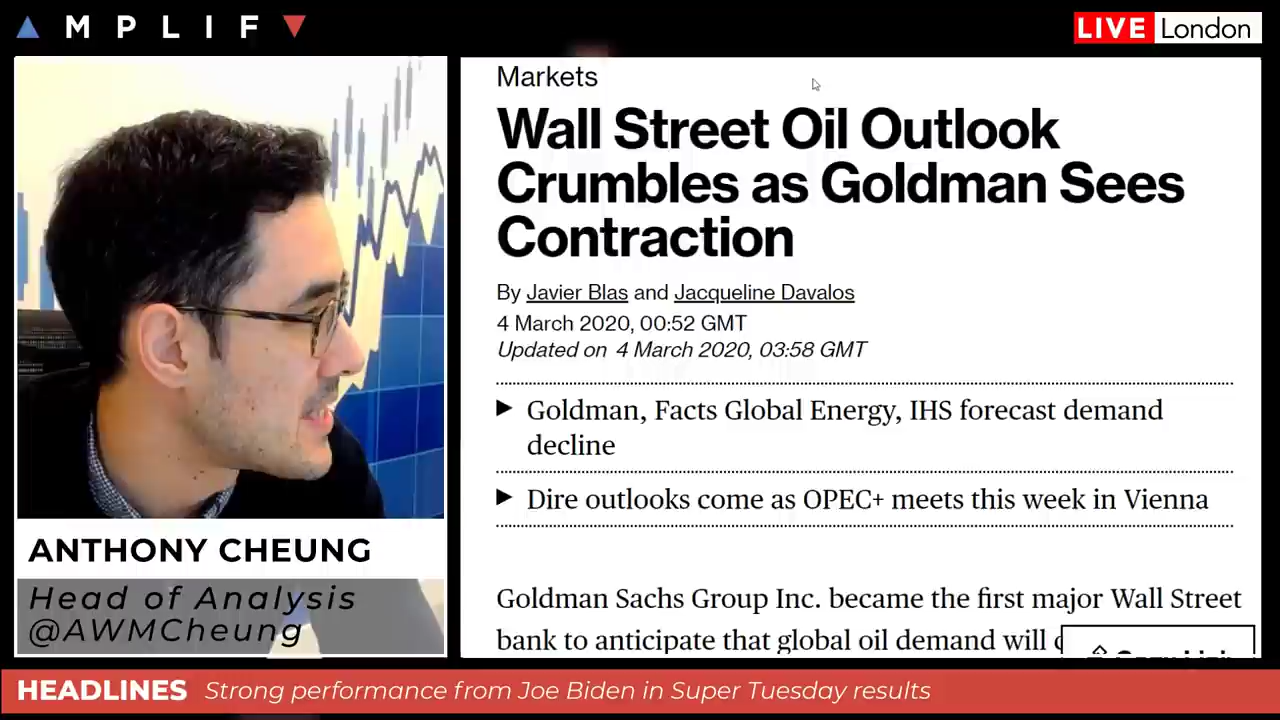 AMPLIFY
LIVE London
Markets
Wall Street Oil Outlook
Crumbles as Goldman Sees
Contraction
By Javier Blas and Jacqueline Davalos
4 March 2020, 00:52 GMT
Updated on 4 March 2020, 03:58 GMT
Goldman, Facts Global Energy, IHS forecast demand
decline
Dire outlooks come as OPEC+ meets this week in Vienna
Goldman Sachs Group Inc. became the first major Wall Street
bank to anticipate that global oil demand will
ANTHONY CHEUNG
Head of Analysis
@AWMCheung
HEADLINES Strong performance from Joe Biden in Super Tuesday results